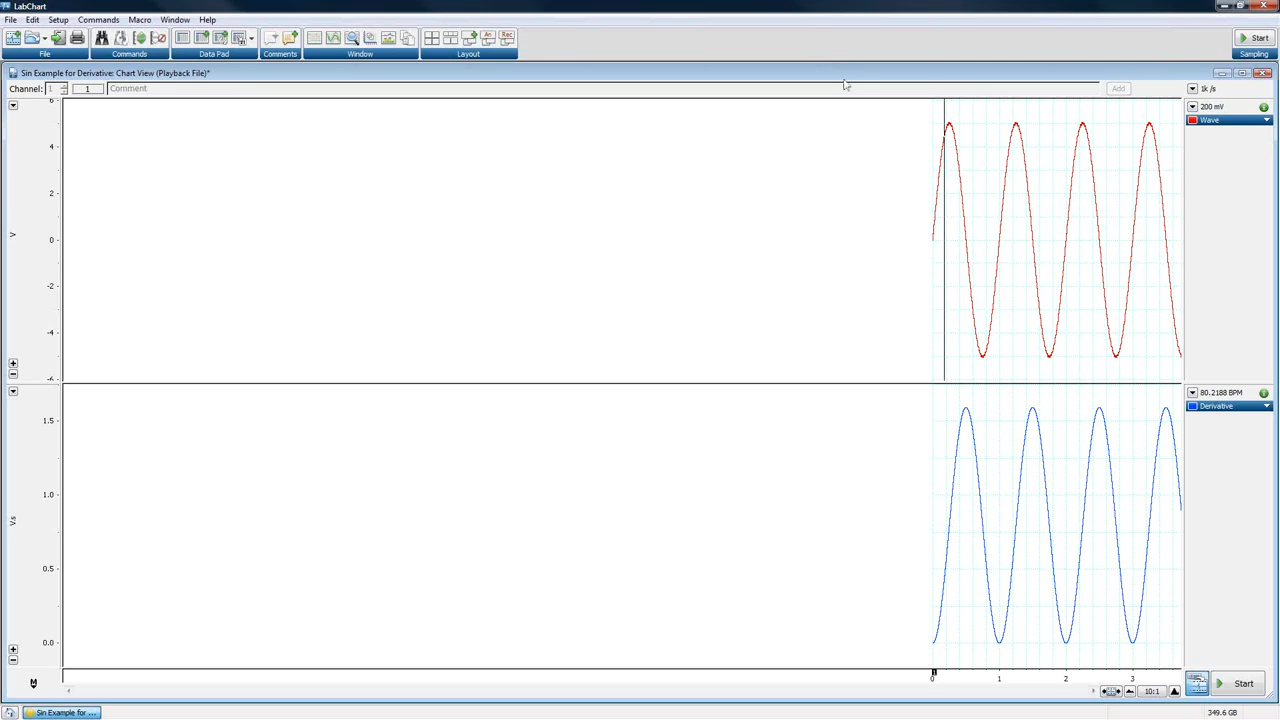 LabChart
File Edit Setup Commands Macro Window Help
Start
File Commands Data Pad Comments Window Layout Sampling
Sin Example for Derivative: Chart View (Playback File)*
Channel: 1 1 Comment Add 1k /s
6
200 mV
Wave
4
2
V
0
-2
-4
-6
80.2188 BPM
Derivative
1.5
1.0
V.s
0.5
0.0
M
0 1 2 3
10:1 Start
Sin Example for ... 349.6 GB